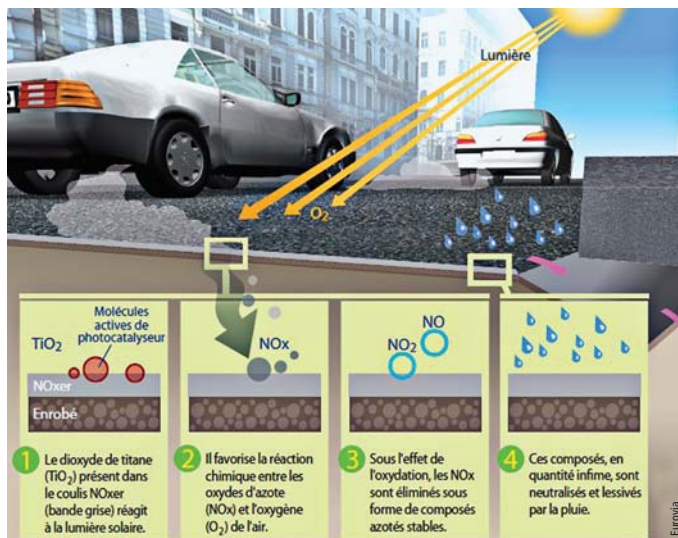 Lumière
O₂
Molécules
actives de
photocatalyseur
TiO₂
NOxer
Enrobé
1 Le dioxyde de titane
(TiO₂) présent dans
le coulis NOxer
(bande grise) réagit
à la lumière solaire.
NOx
2 Il favorise la réaction
chimique entre les
oxydes d'azote
(NOx) et l'oxygène
(O₂) de l'air.
NO
NO₂
3 Sous l'effet de
l'oxydation, les NOx
sont éliminés sous
forme de composés
azotés stables.
4 Ces composés, en
quantité infime, sont
neutralisés et lessivés
par la pluie.
Eurovia